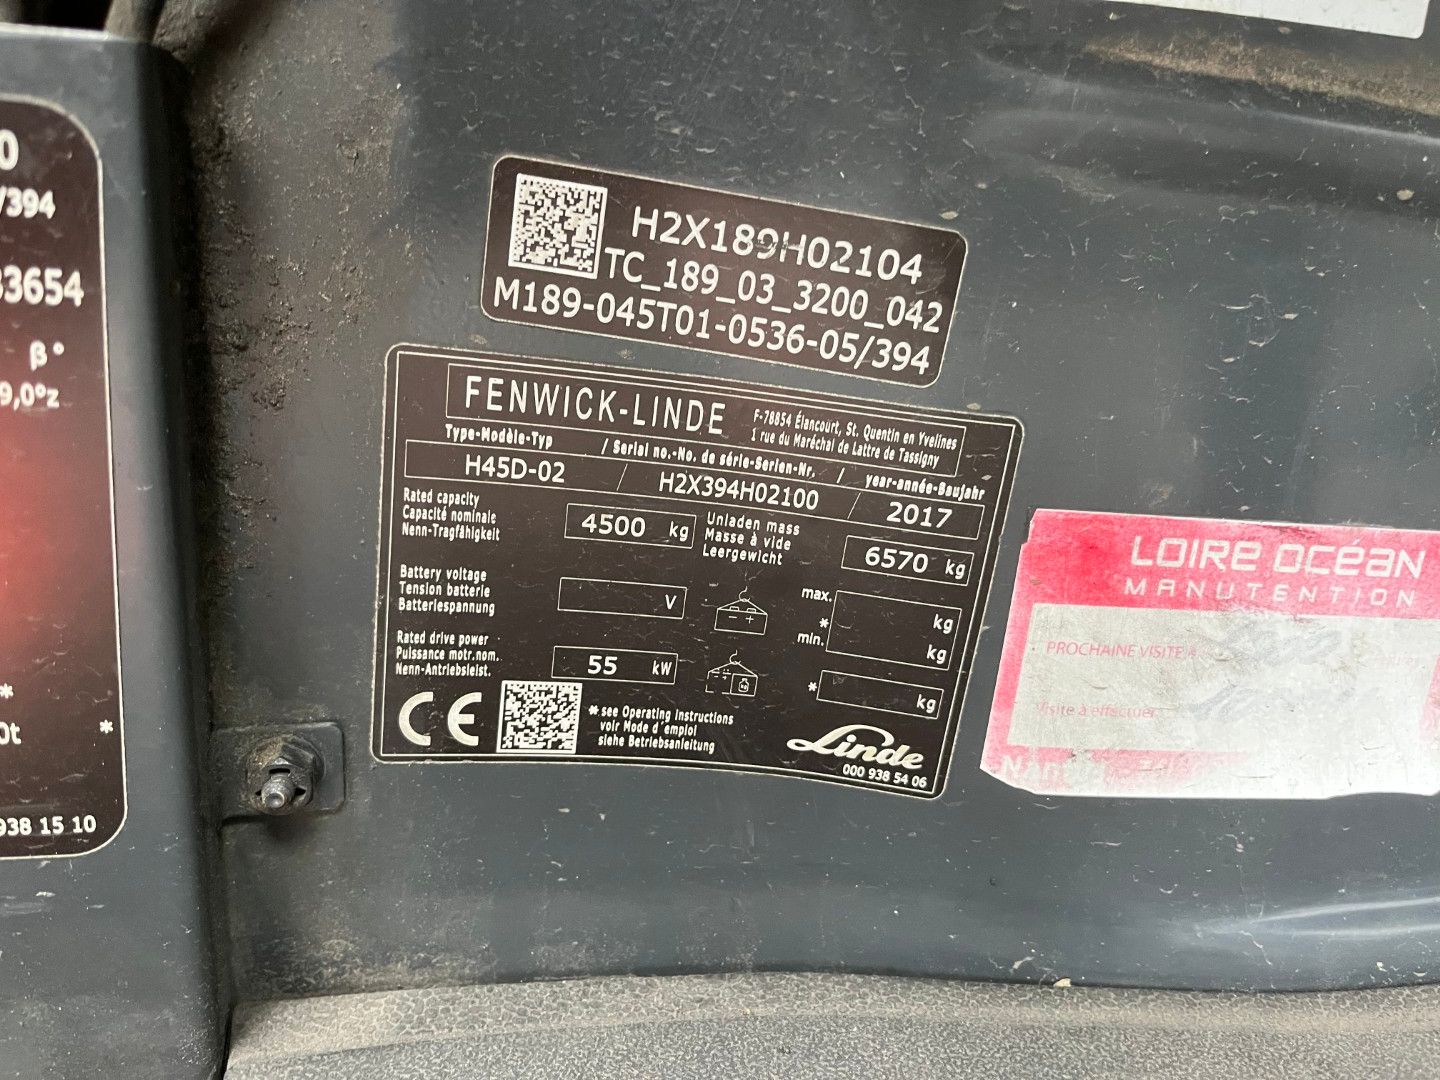 0
/394
33654
β°
9,0°z
*
0t *
938 15 10
H2X189H02104
TC_189_03_3200_042
M189-045T01-0536-05/394
FENWICK-LINDE
F-78854 Élancourt, St. Quentin en Yvelines
1 rue du Maréchal de Lattre de Tassigny
Type-Modèle-Typ / Serial no.-No. de série-Serien-Nr. / year-année-Baujahr
H45D-02 / H2X394H02100 / 2017
Rated capacity
Capacité nominale
Nenn-Tragfähigkeit
4500 kg
Unladen mass
Masse à vide
Leergewicht
6570 kg
Battery voltage
Tension batterie
Batteriespannung
V
max.
*
min.
kg
kg
Rated drive power
Puissance motr.nom.
Nenn-Antriebsleist.
55 kW
* kg
CE
*.see Operating Instructions
voir Mode d'emploi
siehe Betriebsanleitung
Linde
000 938 54 06
LOIRE OCÉAN
MANUTENTION
PROCHAINE VISITE
Visite à effectuer